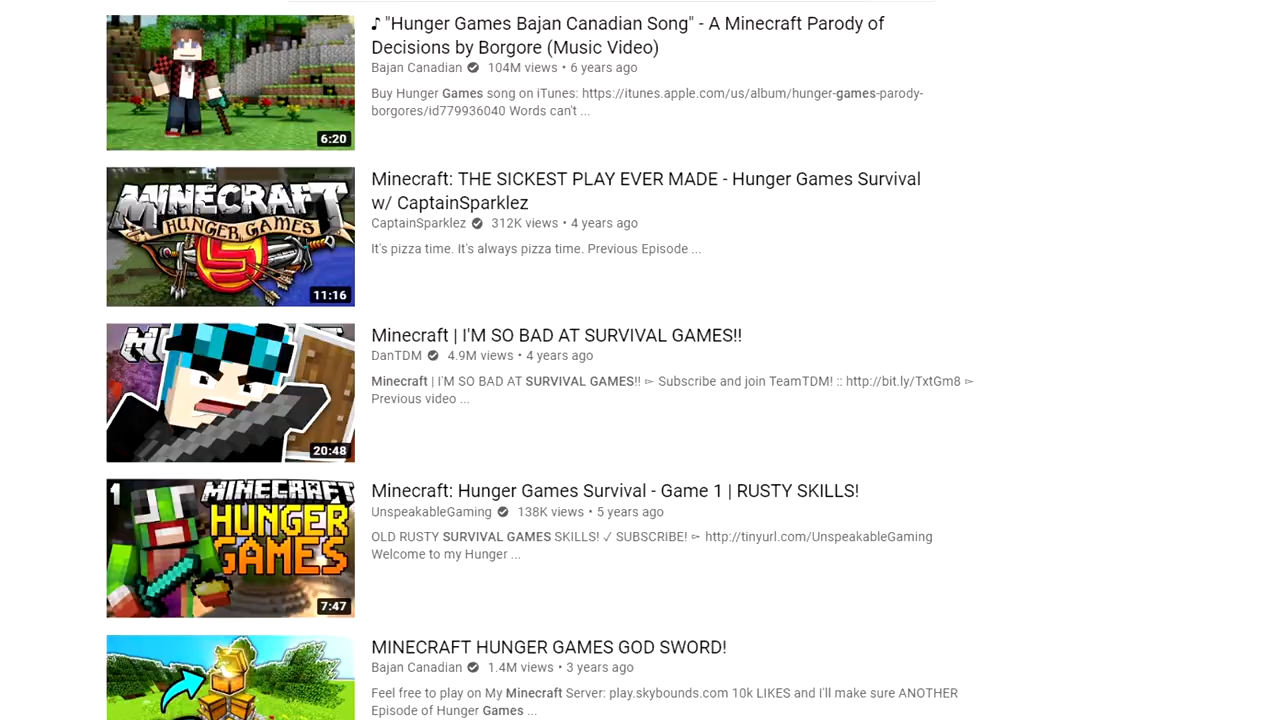 ♪ "Hunger Games Bajan Canadian Song" - A Minecraft Parody of
Decisions by Borgore (Music Video)
Bajan Canadian 104M views • 6 years ago
Buy Hunger Games song on iTunes: https://itunes.apple.com/us/album/hunger-games-parody-
borgores/id779936040 Words can't ...
6:20
MINECRAFT
HUNGER GAMES
5
11:16
Minecraft: THE SICKEST PLAY EVER MADE - Hunger Games Survival
w/ CaptainSparklez
CaptainSparklez 312K views • 4 years ago
It's pizza time. It's always pizza time. Previous Episode ...
20:48
Minecraft | I'M SO BAD AT SURVIVAL GAMES!!
DanTDM 4.9M views • 4 years ago
Minecraft | I'M SO BAD AT SURVIVAL GAMES!! ▻ Subscribe and join TeamTDM! :: http://bit.ly/TxtGm8 ▻
Previous video ...
1
MINECRAFT
HUNGER
GAMES
7:47
Minecraft: Hunger Games Survival - Game 1 | RUSTY SKILLS!
UnspeakableGaming 138K views • 5 years ago
OLD RUSTY SURVIVAL GAMES SKILLS! ✓ SUBSCRIBE! ▻ http://tinyurl.com/UnspeakableGaming
Welcome to my Hunger ...
MINECRAFT HUNGER GAMES GOD SWORD!
Bajan Canadian 1.4M views • 3 years ago
Feel free to play on My Minecraft Server: play.skybounds.com 10k LIKES and I'll make sure ANOTHER
Episode of Hunger Games ...